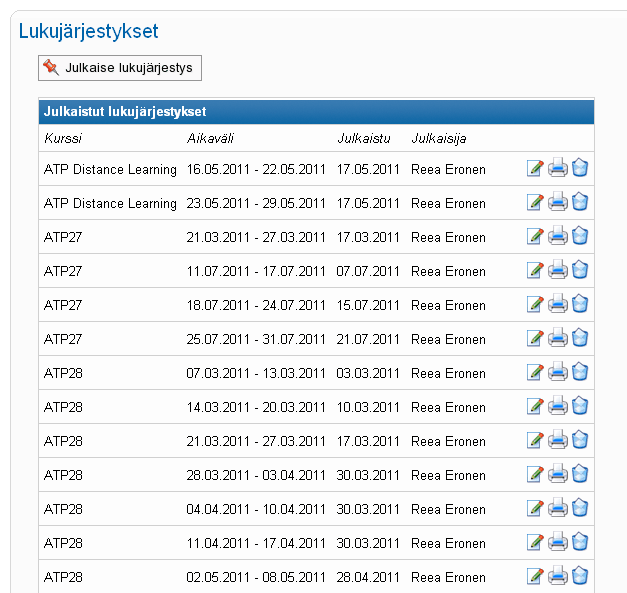 Lukujärjestykset
Julkaise lukujärjestys
Julkaistut lukujärjestykset
Kurssi Aikaväli Julkaistu Julkaisija
ATP Distance Learning 16.05.2011 - 22.05.2011 17.05.2011 Reea Eronen
ATP Distance Learning 23.05.2011 - 29.05.2011 17.05.2011 Reea Eronen
ATP27 21.03.2011 - 27.03.2011 17.03.2011 Reea Eronen
ATP27 11.07.2011 - 17.07.2011 07.07.2011 Reea Eronen
ATP27 18.07.2011 - 24.07.2011 15.07.2011 Reea Eronen
ATP27 25.07.2011 - 31.07.2011 21.07.2011 Reea Eronen
ATP28 07.03.2011 - 13.03.2011 03.03.2011 Reea Eronen
ATP28 14.03.2011 - 20.03.2011 10.03.2011 Reea Eronen
ATP28 21.03.2011 - 27.03.2011 17.03.2011 Reea Eronen
ATP28 28.03.2011 - 03.04.2011 30.03.2011 Reea Eronen
ATP28 04.04.2011 - 10.04.2011 30.03.2011 Reea Eronen
ATP28 11.04.2011 - 17.04.2011 30.03.2011 Reea Eronen
ATP28 02.05.2011 - 08.05.2011 28.04.2011 Reea Eronen